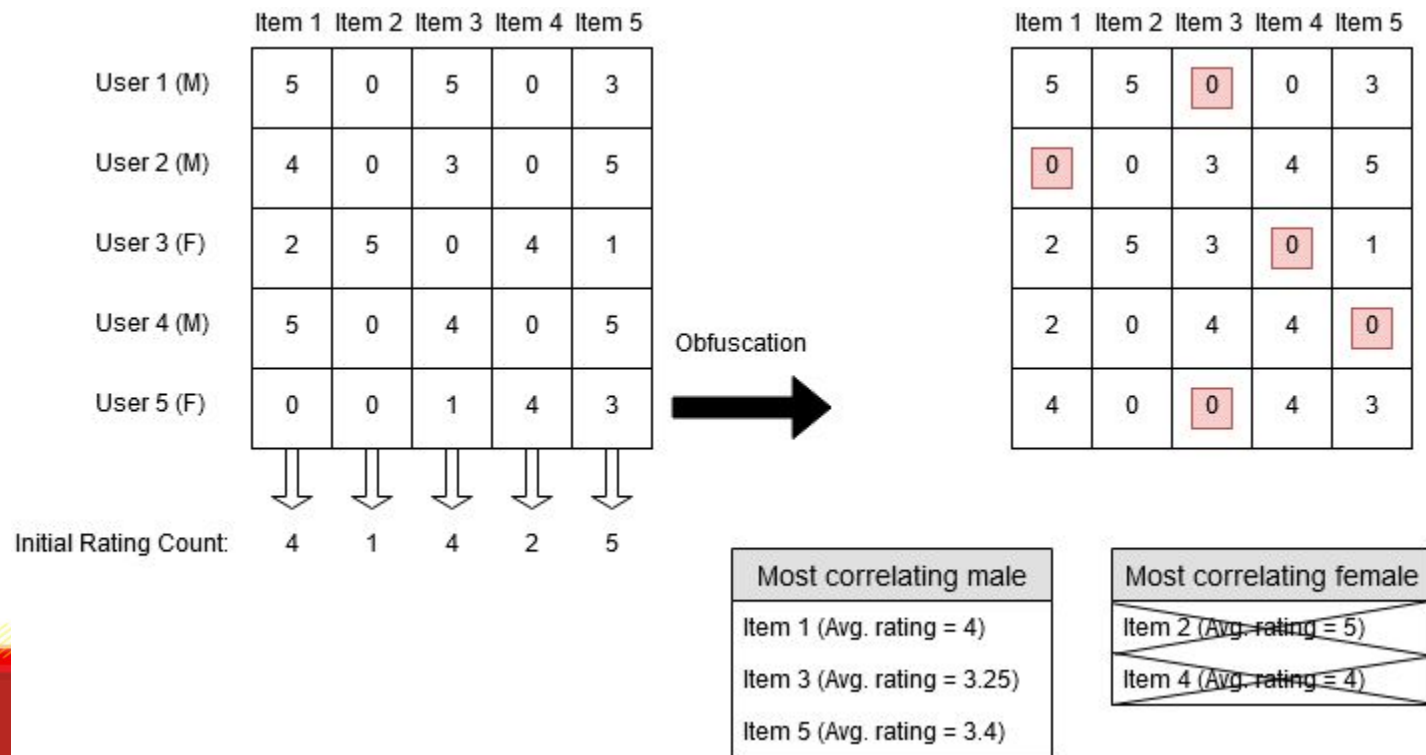 Item 1 Item 2 Item 3 Item 4 Item 5
User 1 (M) 5 0 5 0 3
User 2 (M) 4 0 3 0 5
User 3 (F) 2 5 0 4 1
User 4 (M) 5 0 4 0 5
User 5 (F) 0 0 1 4 3
Initial Rating Count: 4 1 4 2 5
Obfuscation
Item 1 Item 2 Item 3 Item 4 Item 5
5 5 0 0 3
0 0 3 4 5
2 5 3 0 1
2 0 4 4 0
4 0 0 4 3
Most correlating male
Item 1 (Avg. rating = 4)
Item 3 (Avg. rating = 3.25)
Item 5 (Avg. rating = 3.4)
Most correlating female
Item 2 (Avg. rating = 5)
Item 4 (Avg. rating = 4)